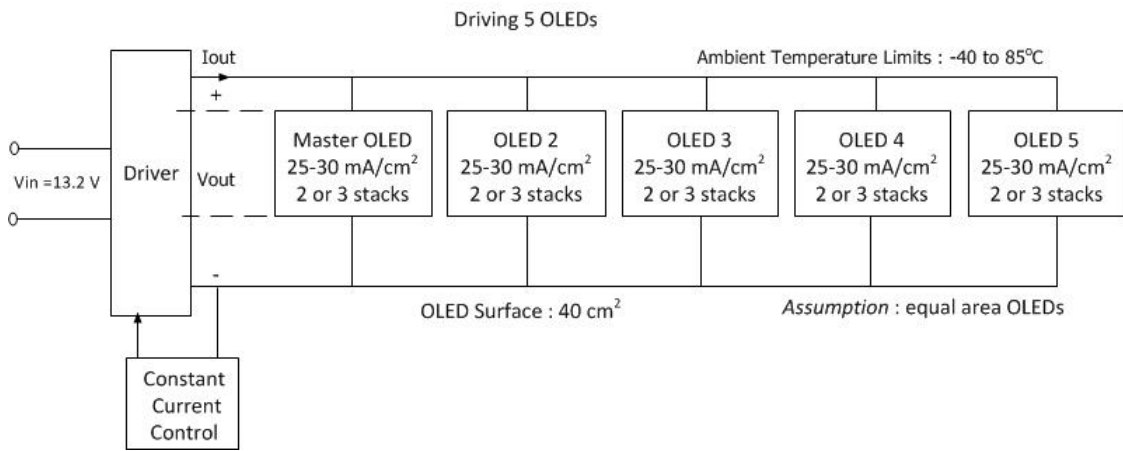 Driving 5 OLEDs
Iout
Ambient Temperature Limits : -40 to 85°C
+
Master OLED
25-30 mA/cm²
2 or 3 stacks
OLED 2
25-30 mA/cm²
2 or 3 stacks
OLED 3
25-30 mA/cm²
2 or 3 stacks
OLED 4
25-30 mA/cm²
2 or 3 stacks
OLED 5
25-30 mA/cm²
2 or 3 stacks
Vin =13.2 V
Driver
Vout
-
OLED Surface : 40 cm²
Assumption : equal area OLEDs
Constant
Current
Control